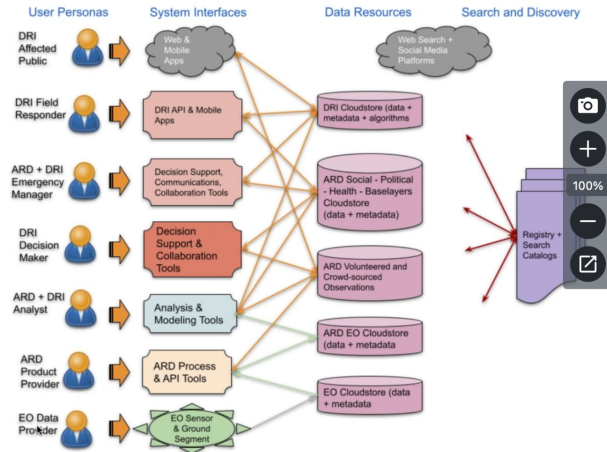 User Personas
System Interfaces
Data Resources
Search and Discovery
DRI
Affected
Public
Web &
Mobile
Apps
Web Search +
Social Media
Platforms
DRI Field
Responder
DRI API & Mobile
Apps
DRI Cloudstore (data +
metadata + algorithms
ARD + DRI
Emergency
Manager
Decision Support,
Communications,
Collaboration Tools
ARD Social - Political
- Health - Baselayers
Cloudstore
(data + metadata)
100%
DRI
Decision
Maker
Decision
Support &
Collaboration
Tools
ARD Volunteered and
Crowd-sourced
Observations
Registry +
Search
Catalogs
ARD + DRI
Analyst
Analysis &
Modeling Tools
ARD EO Cloudstore
(data + metadata
ARD
Product
Provider
ARD Process
& API Tools
EO Cloudstore (data
+ metadata
EO Data
Provider
EO Sensor
& Ground
Segment